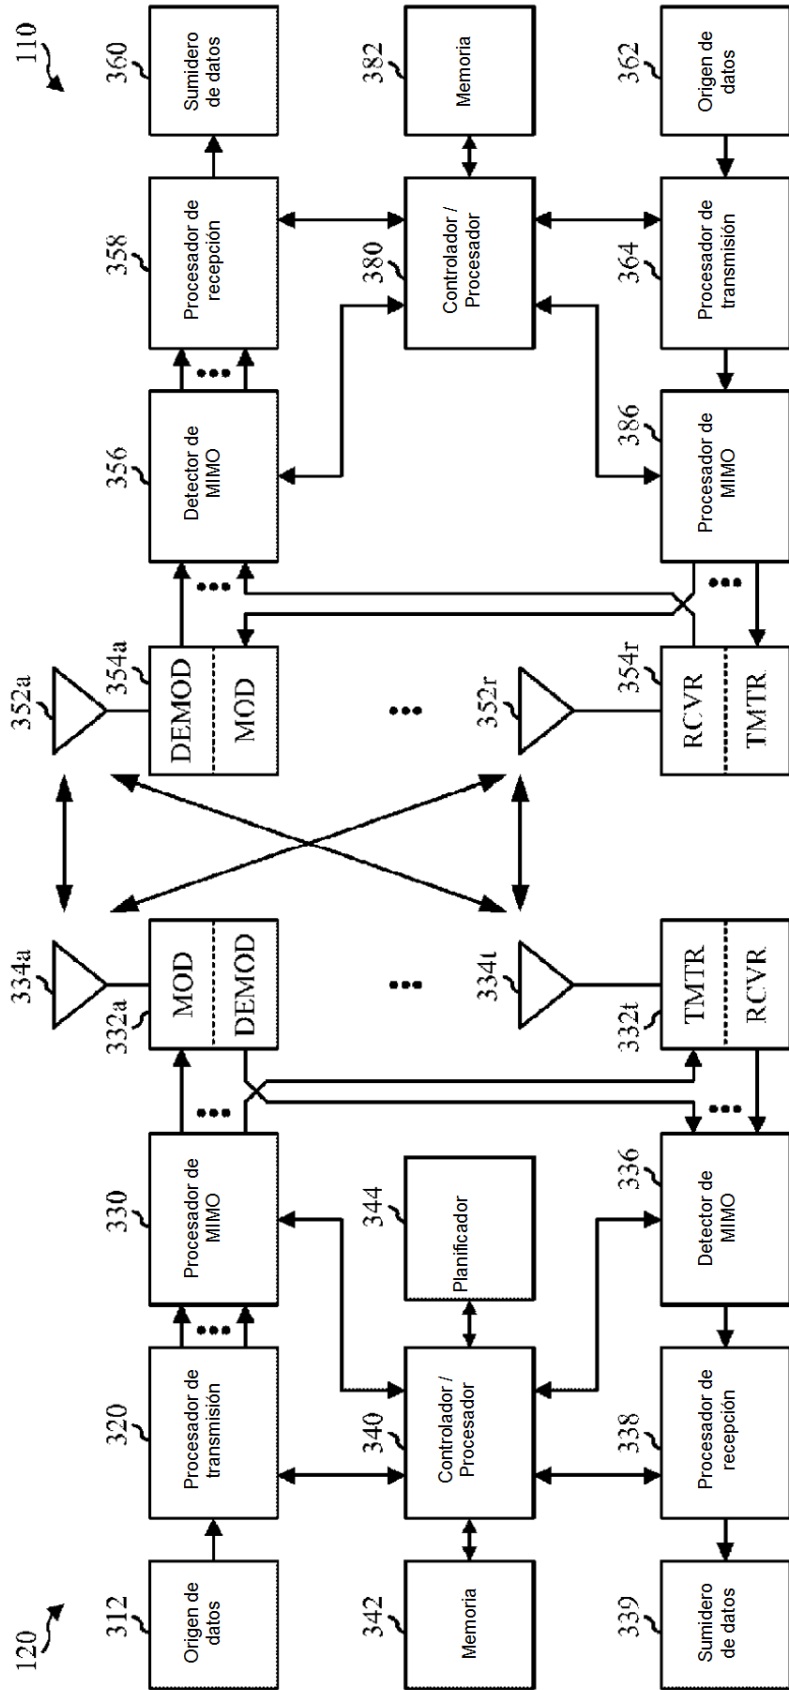 120
110
312
Origen de
datos
320
Procesador de
transmisión
330
Procesador de
MIMO
332a
MOD
DEMOD
334a
352a
354a
DEMOD
MOD
356
Detector de
MIMO
358
Procesador de
recepción
360
Sumidero
de datos
342
Memoria
340
Controlador /
Procesador
344
Planificador
334t
352r
380
Controlador /
Procesador
382
Memoria
339
Sumidero
de datos
338
Procesador de
recepción
336
Detector de
MIMO
332t
TMTR
RCVR
354r
RCVR
TMTR
386
Procesador de
MIMO
364
Procesador de
transmisión
362
Origen de
datos